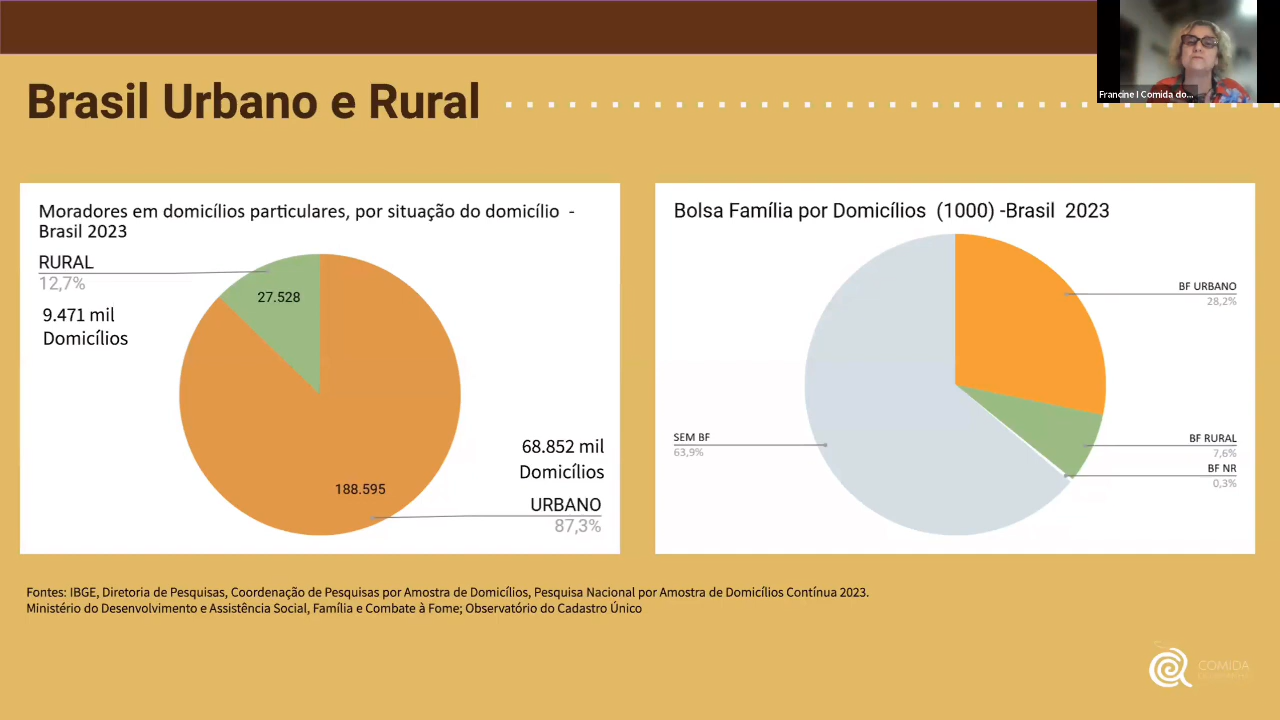 Francine I Comida do...
Brasil Urbano e Rural
Moradores em domicílios particulares, por situação do domicílio -
Brasil 2023
RURAL
12,7%
27.528
9.471 mil
Domicílios
68.852 mil
Domicílios
188.595
URBANO
87,3%
Bolsa Família por Domicílios (1000) -Brasil 2023
BF URBANO
28,2%
SEM BF
63,9%
BF RURAL
7,6%
BF NR
0,3%
Fontes: IBGE, Diretoria de Pesquisas, Coordenação de Pesquisas por Amostra de Domicílios, Pesquisa Nacional por Amostra de Domicílios Contínua 2023.
Ministério do Desenvolvimento e Assistência Social, Família e Combate à Fome; Observatório do Cadastro Único
COMIDA